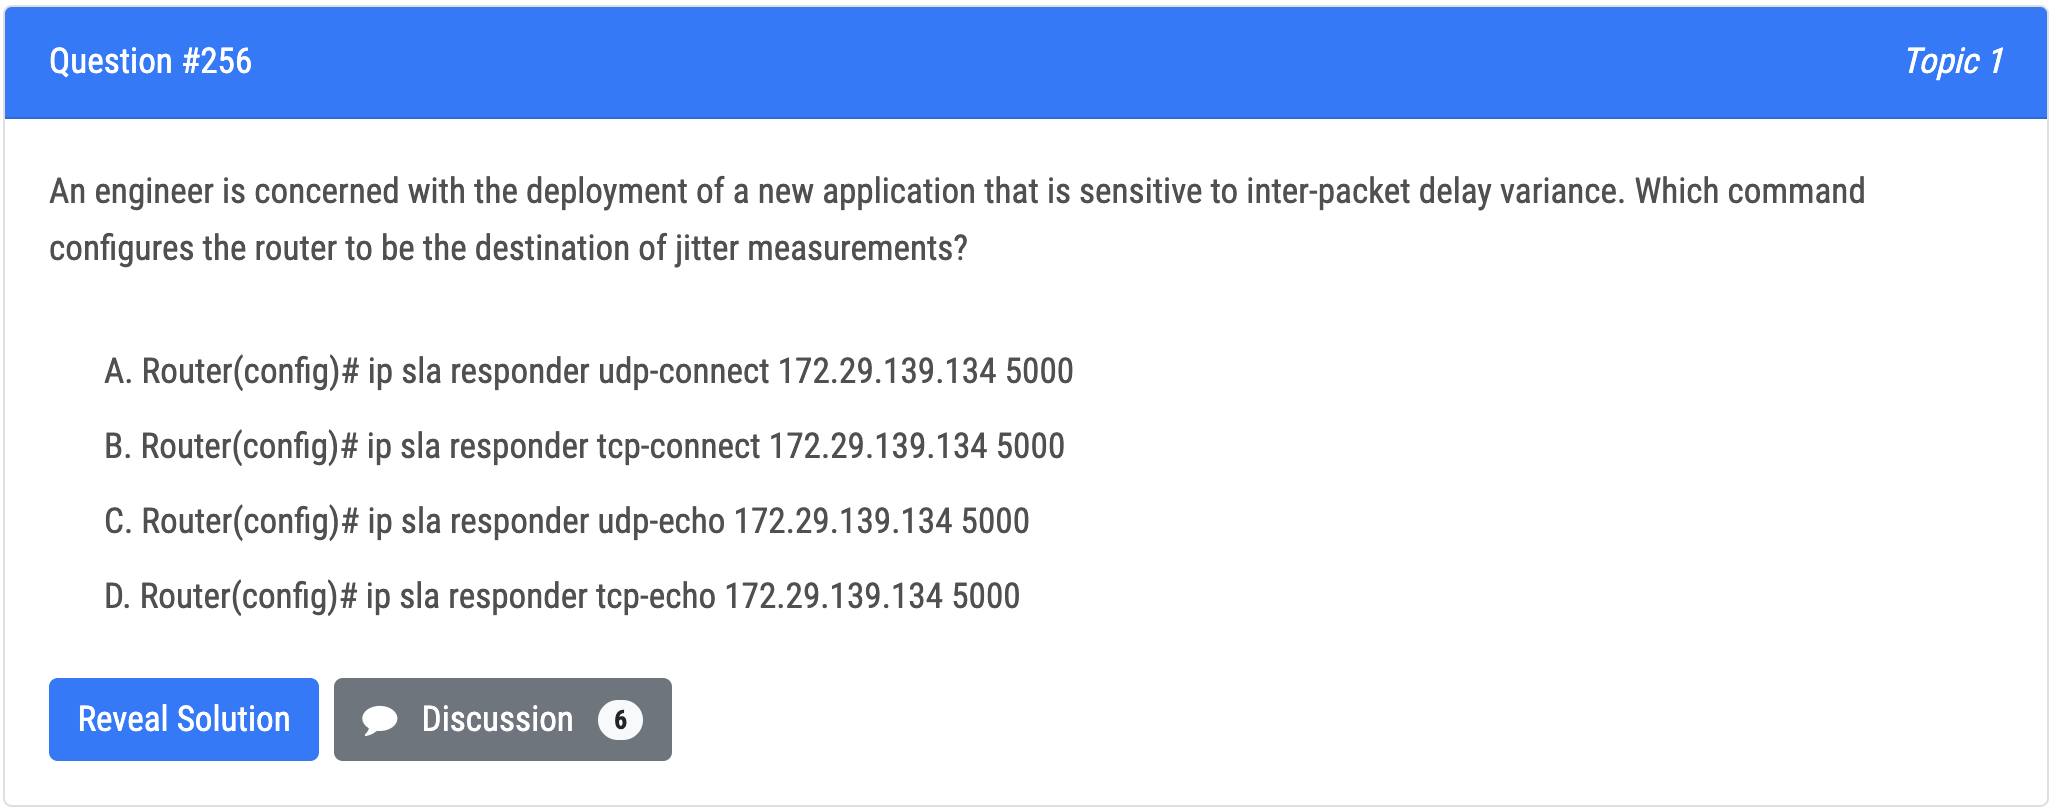 Question #256
Topic 1
An engineer is concerned with the deployment of a new application that is sensitive to inter-packet delay variance. Which command
configures the router to be the destination of jitter measurements?
A. Router(config)# ip sla responder udp-connect 172.29.139.134 5000
B. Router(config)# ip sla responder tcp-connect 172.29.139.134 5000
C. Router(config)# ip sla responder udp-echo 172.29.139.134 5000
D. Router(config)# ip sla responder tcp-echo 172.29.139.134 5000
Reveal Solution
Discussion 6